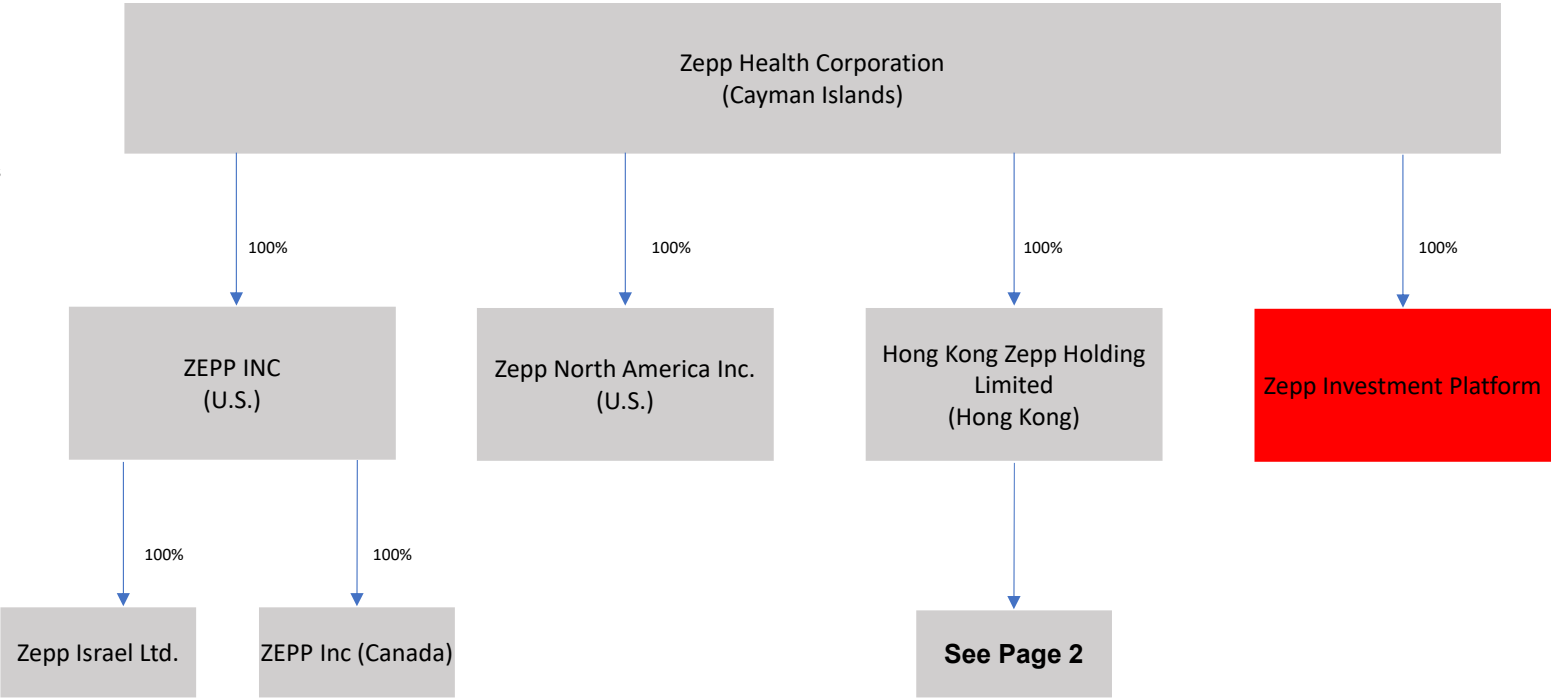 Zepp Health Corporation
(Cayman Islands)
100%
100%
100%
100%
ZEPP INC
(U.S.)
Zepp North America Inc.
(U.S.)
Hong Kong Zepp Holding
Limited
(Hong Kong)
Zepp Investment Platform
100%
100%
Zepp Israel Ltd.
ZEPP Inc (Canada)
See Page 2